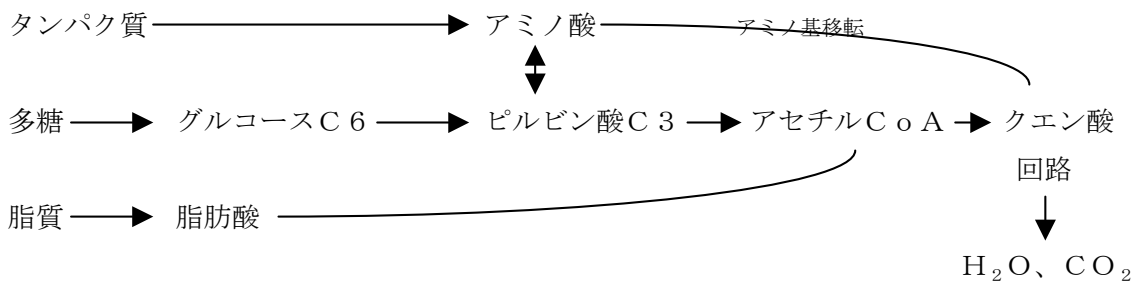 タンパク質 アミノ酸 アミノ基移転
多糖 グルコースC6 ピルビン酸C3 アセチルCoA クエン酸
回路
脂質 脂肪酸
H₂O、CO₂